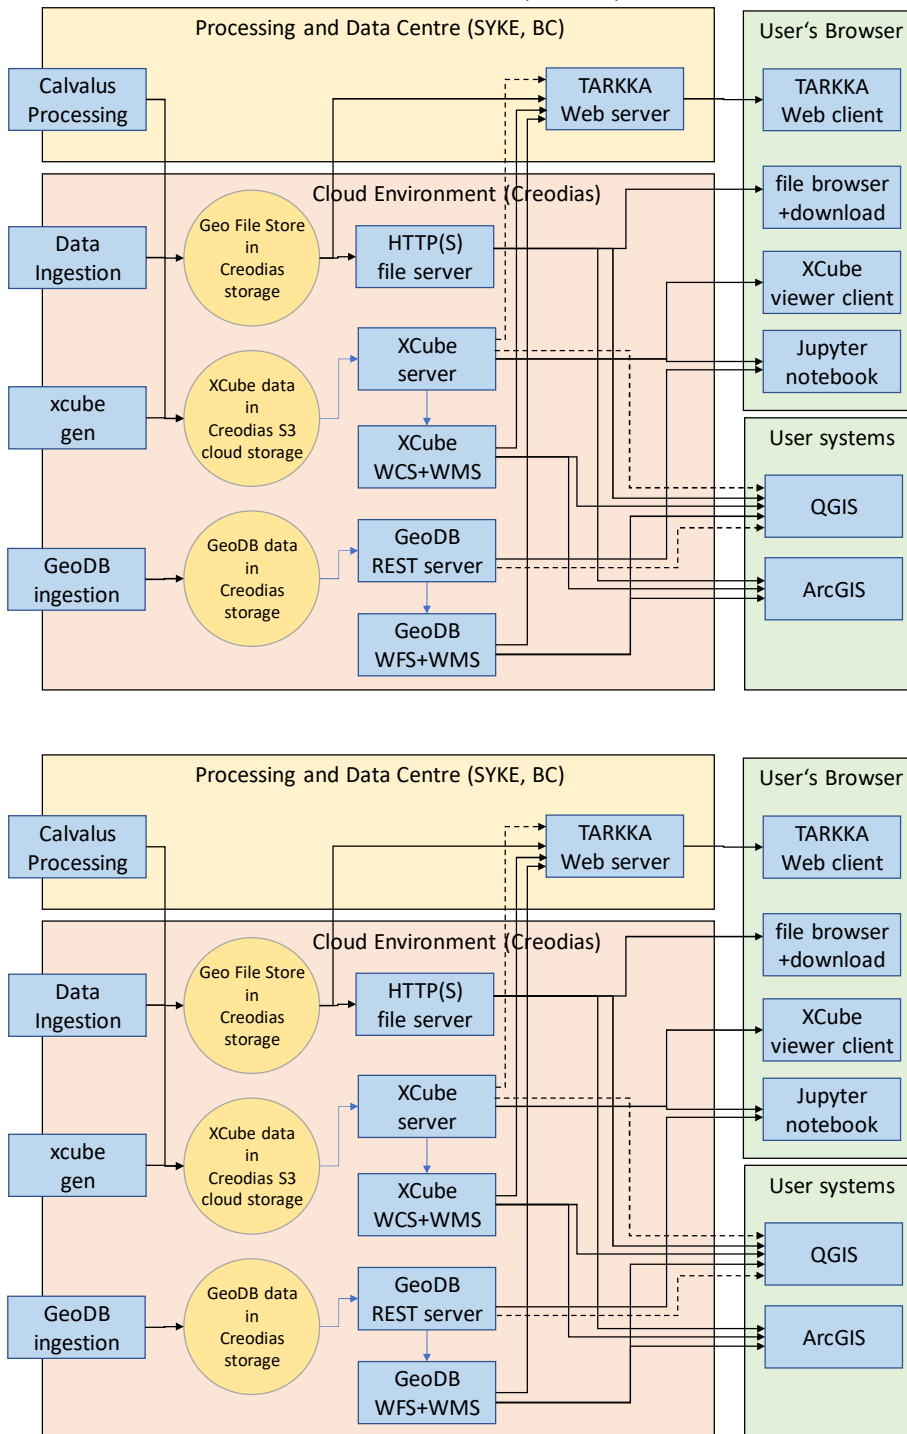 Processing and Data Centre (SYKE, BC)
User's Browser
Calvalus
Processing
TARKKA
Web server
TARKKA
Web client
Cloud Environment (Creodias)
file browser
+download
Geo File Store
in
Creodias
storage
Data
Ingestion
HTTP(S)
file server
XCube
viewer client
XCube
server
Jupyter
notebook
XCube data
in
Creodias S3
cloud storage
xcube
gen
XCube
WCS+WMS
User systems
QGIS
GeoDB data
in
Creodias
storage
GeoDB
ingestion
GeoDB
REST server
ArcGIS
GeoDB
WFS+WMS
Processing and Data Centre (SYKE, BC)
User's Browser
Calvalus
Processing
TARKKA
Web server
TARKKA
Web client
Cloud Environment (Creodias)
file browser
+download
Geo File Store
in
Creodias
storage
Data
Ingestion
HTTP(S)
file server
XCube
viewer client
XCube
server
Jupyter
notebook
XCube data
in
Creodias S3
cloud storage
xcube
gen
XCube
WCS+WMS
User systems
QGIS
GeoDB data
in
Creodias
storage
GeoDB
ingestion
GeoDB
REST server
ArcGIS
GeoDB
WFS+WMS